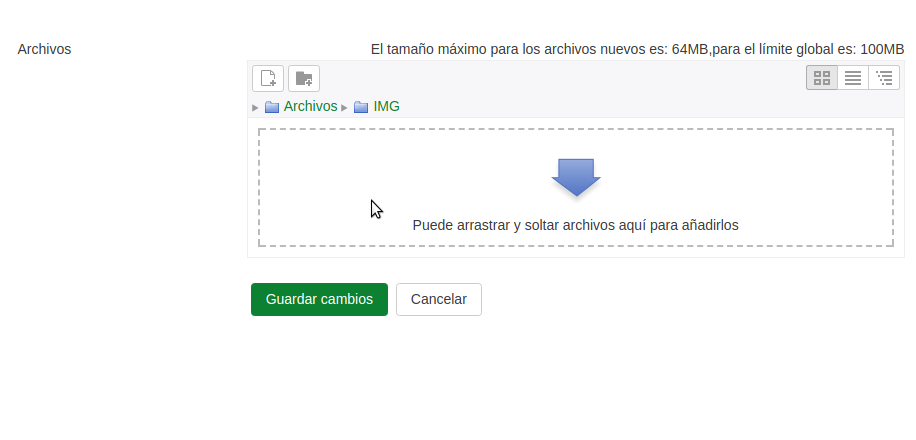 Archivos
El tamaño máximo para los archivos nuevos es: 64MB,para el límite global es: 100MB
Archivos IMG
Puede arrastrar y soltar archivos aquí para añadirlos
Guardar cambios Cancelar